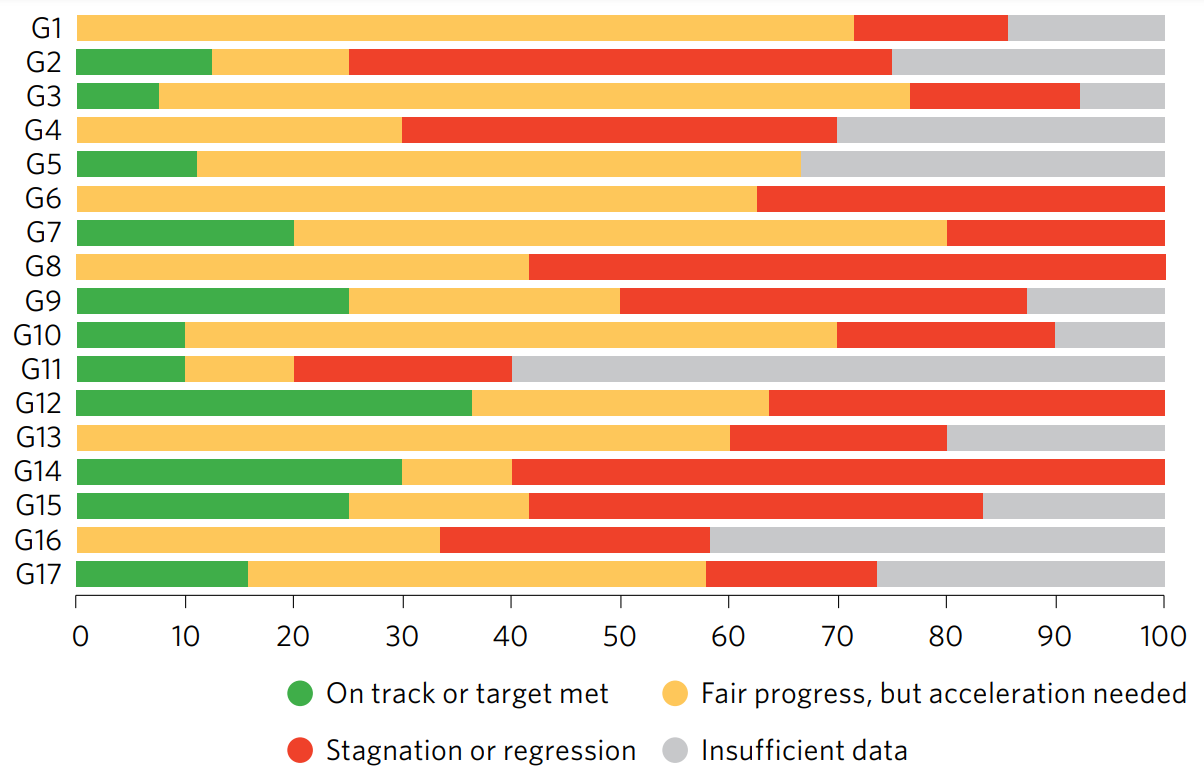 G1
G2
G3
G4
G5
G6
G7
G8
G9
G10
G11
G12
G13
G14
G15
G16
G17
0 10 20 30 40 50 60 70 80 90 100
On track or target met Fair progress, but acceleration needed
Stagnation or regression Insufficient data